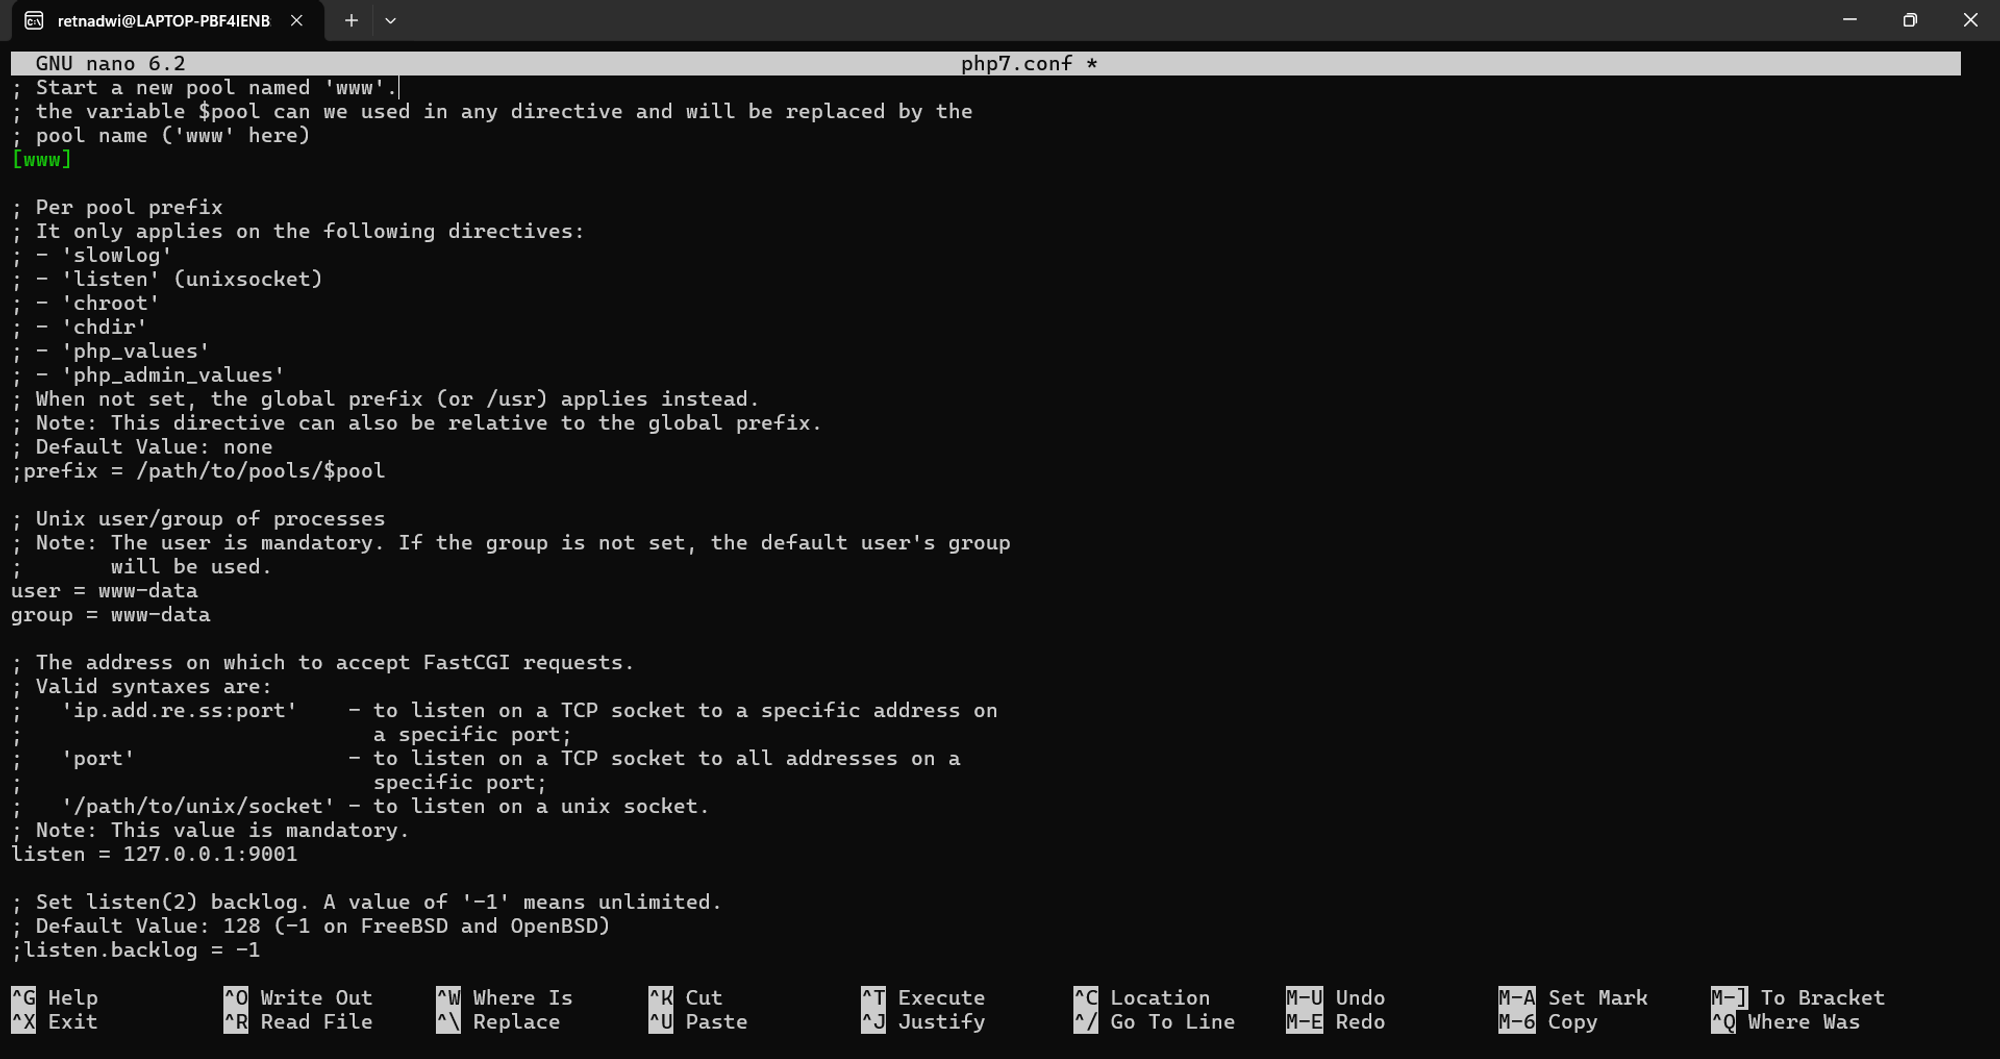 retnadwi@LAPTOP-PBF4IENB
GNU nano 6.2 php7.conf *
; Start a new pool named 'www'.
; the variable $pool can we used in any directive and will be replaced by the
; pool name ('www' here)
[www]

; Per pool prefix
; It only applies on the following directives:
; - 'slowlog'
; - 'listen' (unixsocket)
; - 'chroot'
; - 'chdir'
; - 'php_values'
; - 'php_admin_values'
; When not set, the global prefix (or /usr) applies instead.
; Note: This directive can also be relative to the global prefix.
; Default Value: none
;prefix = /path/to/pools/$pool

; Unix user/group of processes
; Note: The user is mandatory. If the group is not set, the default user's group
;       will be used.
user = www-data
group = www-data

; The address on which to accept FastCGI requests.
; Valid syntaxes are:
;   'ip.add.re.ss:port'    - to listen on a TCP socket to a specific address on
;                            a specific port;
;   'port'                 - to listen on a TCP socket to all addresses on a
;                            specific port;
;   '/path/to/unix/socket' - to listen on a unix socket.
; Note: This value is mandatory.
listen = 127.0.0.1:9001

; Set listen(2) backlog. A value of '-1' means unlimited.
; Default Value: 128 (-1 on FreeBSD and OpenBSD)
;listen.backlog = -1

^G Help ^O Write Out ^W Where Is ^K Cut ^T Execute ^C Location M-U Undo M-A Set Mark M-] To Bracket
^X Exit ^R Read File ^\ Replace ^U Paste ^J Justify ^/ Go To Line M-E Redo M-6 Copy ^Q Where Was